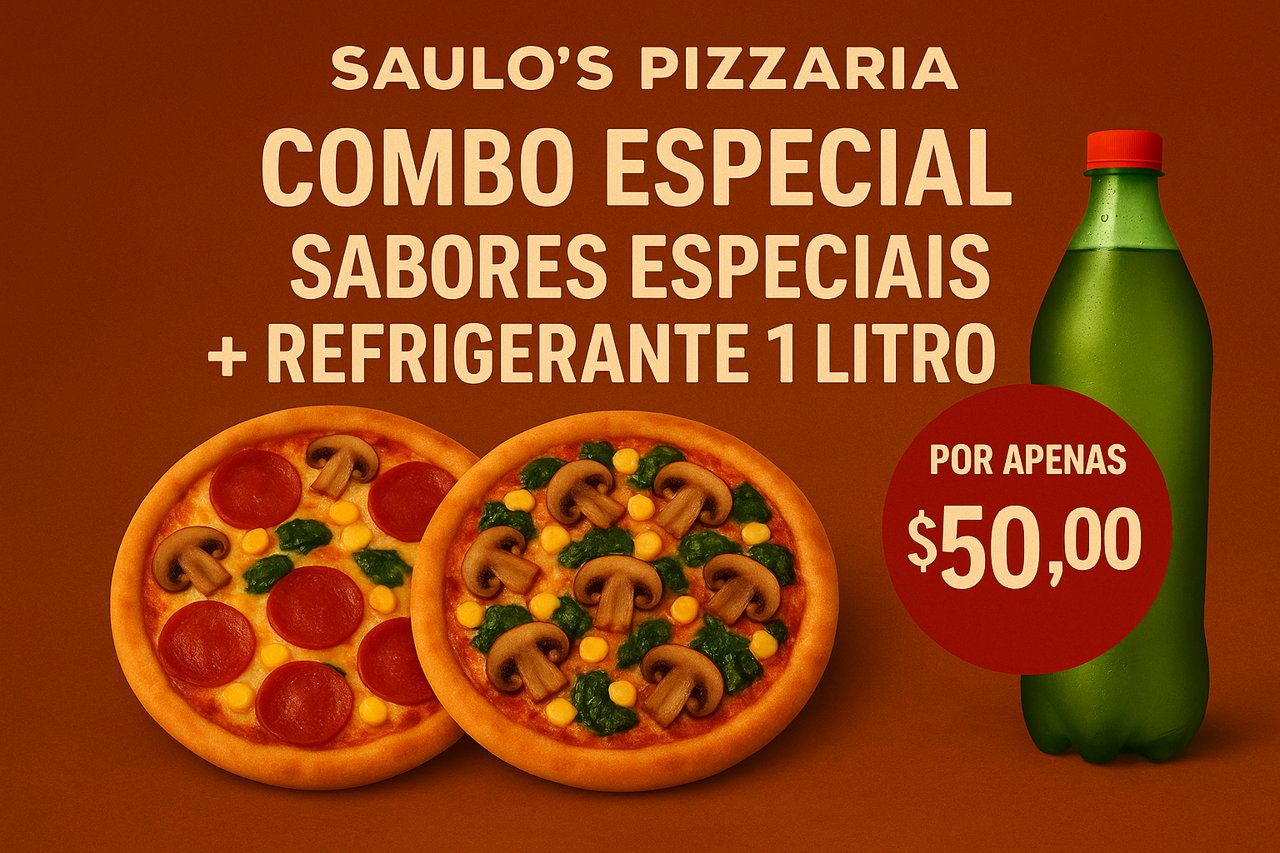 SAULO'S PIZZARIA
COMBO ESPECIAL
SABORES ESPECIAIS
+ REFRIGERANTE 1 LITRO
POR APENAS
$50,00